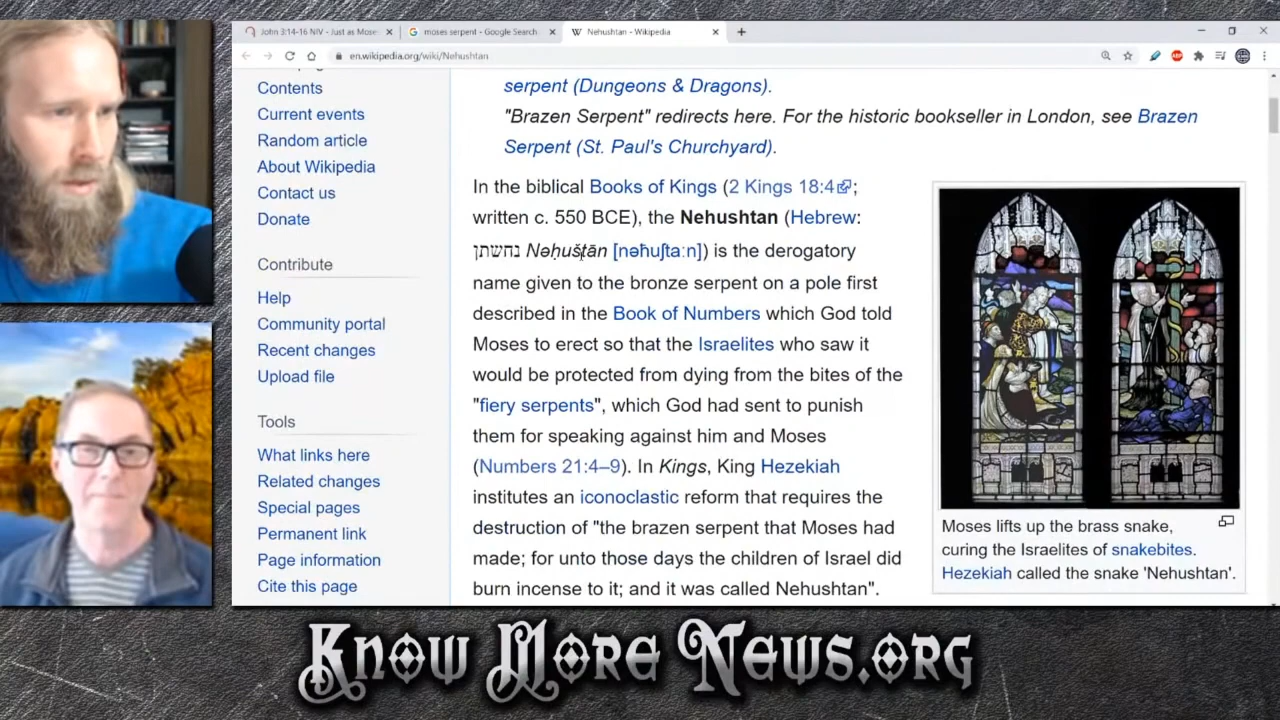 John 3:14-16 NIV - Just as Mose
moses serpent - Google Search
Nehushtan - Wikipedia
en.wikipedia.org/wiki/Nehushtan
Contents
Current events
Random article
About Wikipedia
Contact us
Donate
Contribute
Help
Community portal
Recent changes
Upload file
Tools
What links here
Related changes
Special pages
Permanent link
Page information
Cite this page
serpent (Dungeons & Dragons).
"Brazen Serpent" redirects here. For the historic bookseller in London, see Brazen
Serpent (St. Paul's Churchyard).
In the biblical Books of Kings (2 Kings 18:4;
written c. 550 BCE), the Nehushtan (Hebrew:
נחשתן Nəḥuštān [nəħuʃtaːn]) is the derogatory
name given to the bronze serpent on a pole first
described in the Book of Numbers which God told
Moses to erect so that the Israelites who saw it
would be protected from dying from the bites of the
"fiery serpents", which God had sent to punish
them for speaking against him and Moses
(Numbers 21:4–9). In Kings, King Hezekiah
institutes an iconoclastic reform that requires the
destruction of "the brazen serpent that Moses had
made; for unto those days the children of Israel did
burn incense to it; and it was called Nehushtan".
Moses lifts up the brass snake,
curing the Israelites of snakebites.
Hezekiah called the snake 'Nehushtan'.
Know More News.org